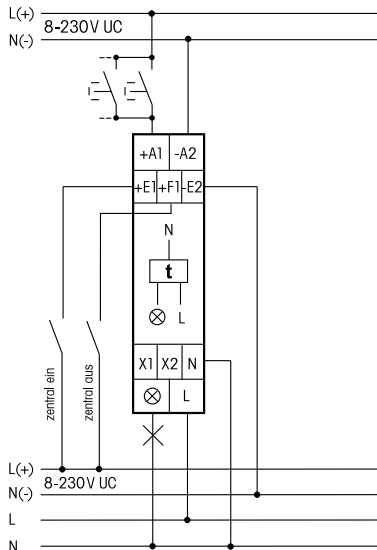 L(+)
8-230V UC
N(-)
+A1 -A2
+E1 +F1 -E2
N
t
L
X1 X2 N
L
zentral ein
zentral aus
L(+)
8-230V UC
N(-)
L
N